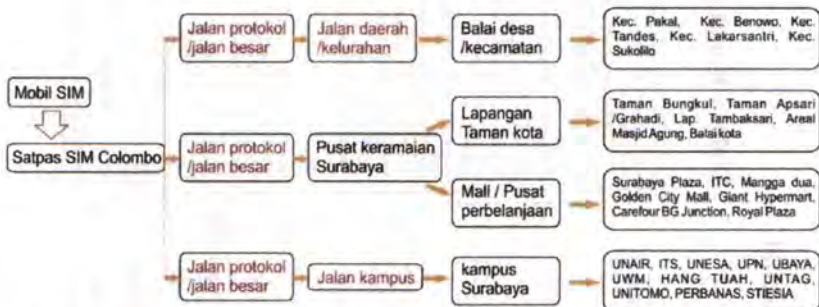 Mobil SIM
Satpas SIM Colombo
Jalan protokol
/jalan besar
Jalan daerah
/kelurahan
Balai desa
/kecamatan
Kec. Pakal, Kec. Benowo, Kec.
Tandes, Kec. Lakarsantri, Kec.
Sukolilo
Jalan protokol
/jalan besar
Pusat keramaian
Surabaya
Lapangan
Taman kota
Taman Bungkul, Taman Apsari
/Grahadi, Lap. Tambaksari, Areal
Masjid Agung, Balai kota
Mall / Pusat
perbelanjaan
Surabaya Plaza, ITC, Mangga dua,
Golden City Mall, Giant Hypermart,
Carefour BG Junction, Royal Plaza
Jalan protokol
/jalan besar
Jalan kampus
kampus
Surabaya
UNAIR, ITS, UNESA, UPN, UBAYA,
UWM, HANG TUAH, UNTAG,
UNITOMO, PERBANAS, STIESIA